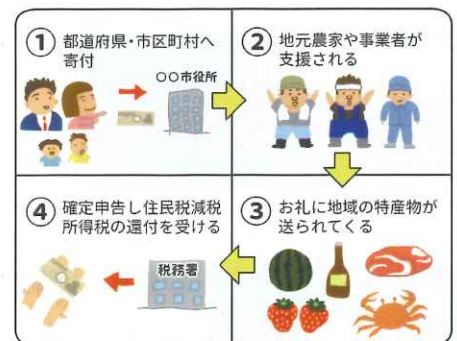 ① 都道府県・市区町村へ
寄付
〇〇市役所
② 地元農家や事業者が
支援される
③ お礼に地域の特産物が
送られてくる
④ 確定申告し住民税減税
所得税の還付を受ける
税務署